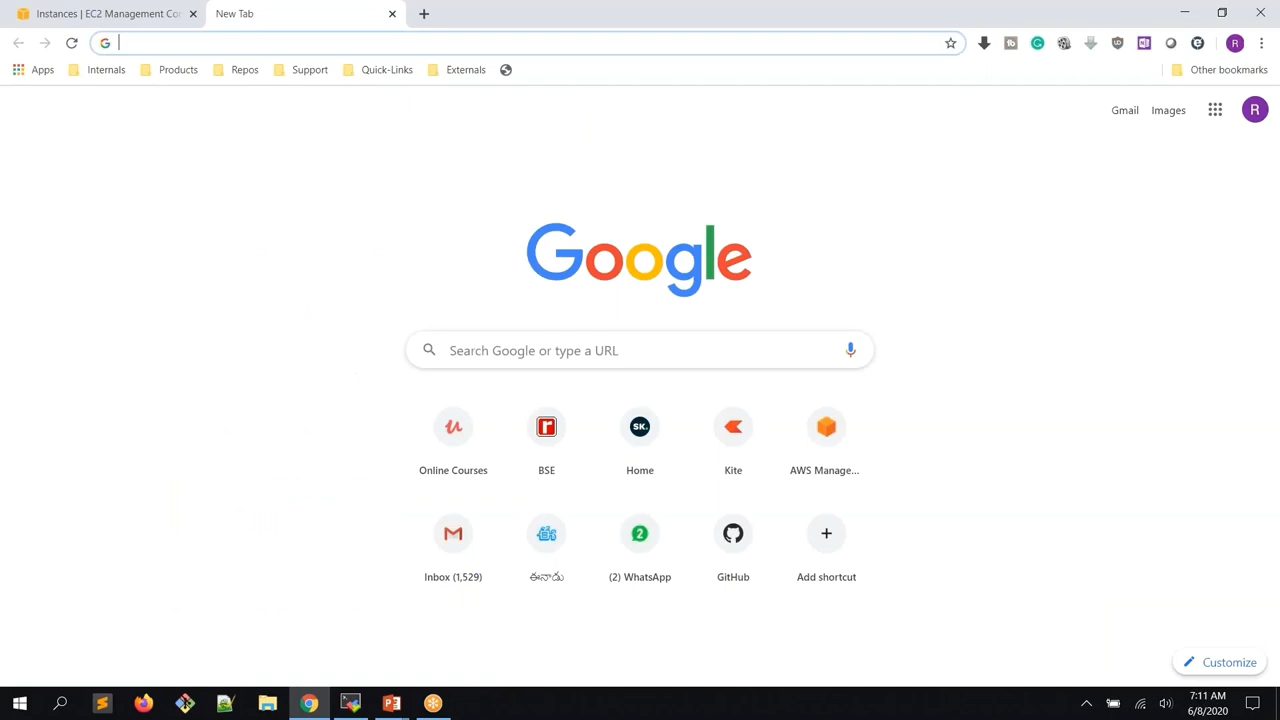 Instances | EC2 Management Co
New Tab
Apps
Internals
Products
Repos
Support
Quick-Links
Externals
Other bookmarks
R
Gmail
Images
R
Google
Search Google or type a URL
Online Courses
BSE
Home
Kite
AWS Manage...
Inbox (1,529)
ఈనాడు
(2) WhatsApp
GitHub
Add shortcut
SK.
2
Customize
7:11 AM
6/8/2020